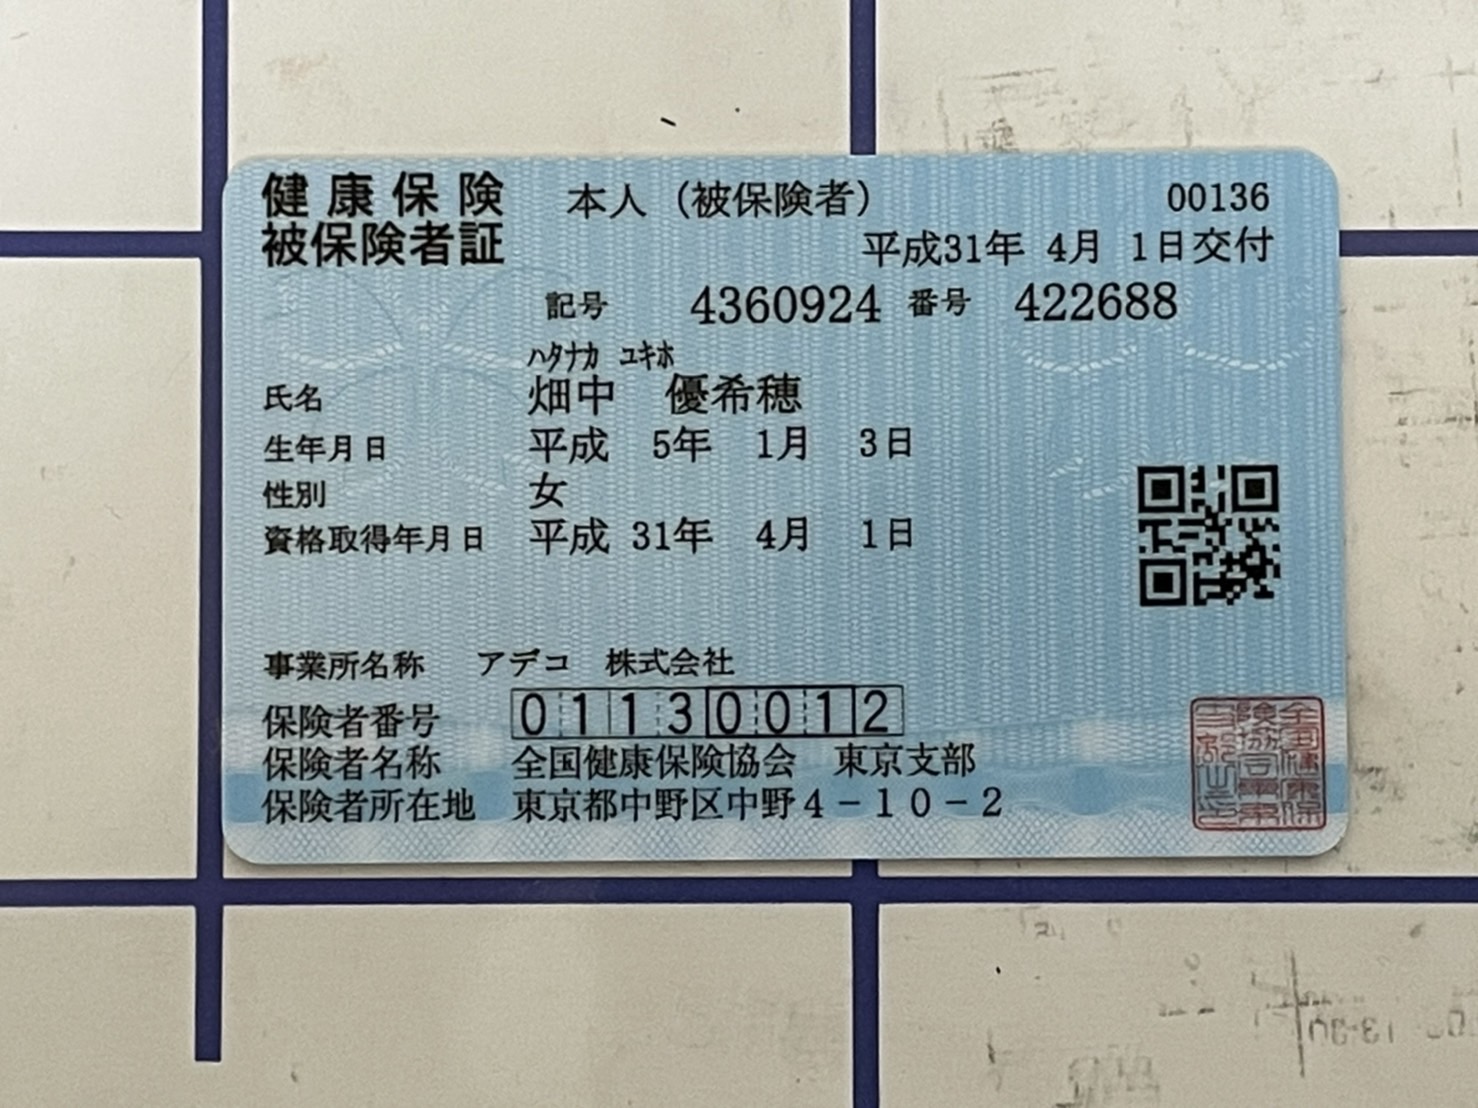 健康保険 本人（被保険者） 00136
被保険者証 平成31年 4月 1日交付
記号 4360924 番号 422688
ﾊﾀﾅｶ ﾕｷﾎ
氏名 畑中 優希穂
生年月日 平成 5年 1月 3日
性別 女
資格取得年月日 平成 31年 4月 1日
事業所名称 アデコ 株式会社
保険者番号 01130012
保険者名称 全国健康保険協会 東京支部
保険者所在地 東京都中野区中野４－１０－２